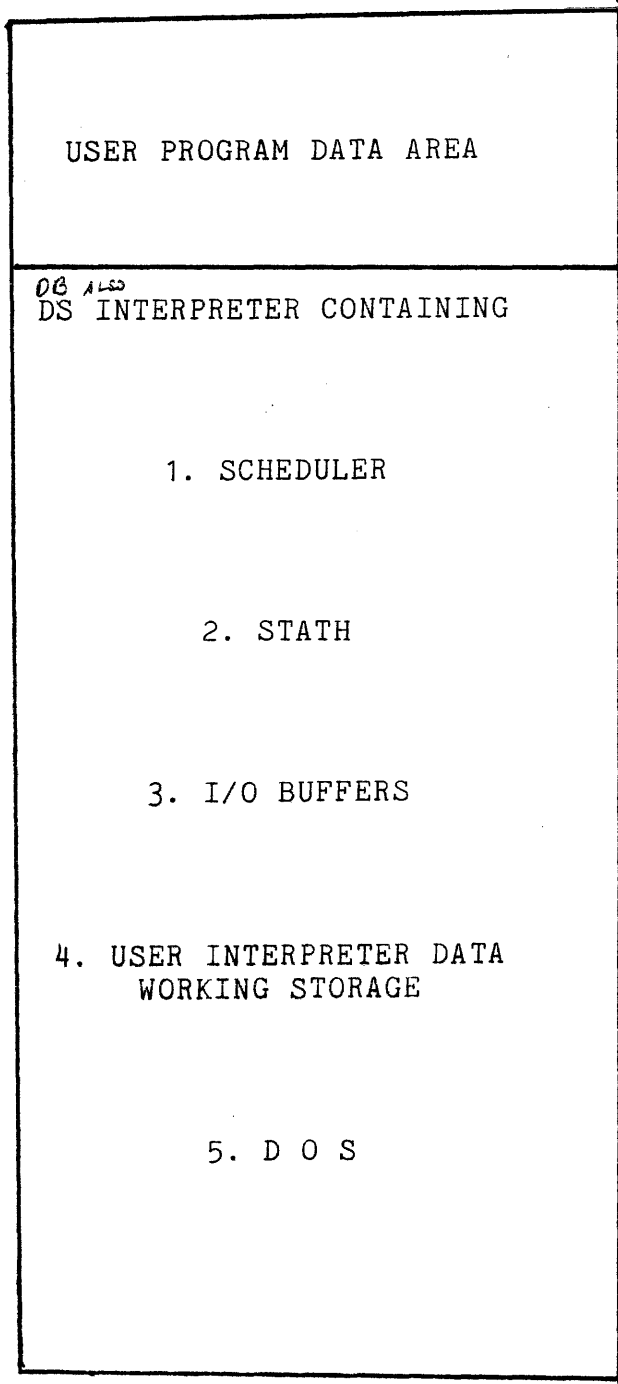 USER PROGRAM DATA AREA
DB ALSO
DS INTERPRETER CONTAINING
1. SCHEDULER
2. STATH
3. I/O BUFFERS
4. USER INTERPRETER DATA
WORKING STORAGE
5. D O S